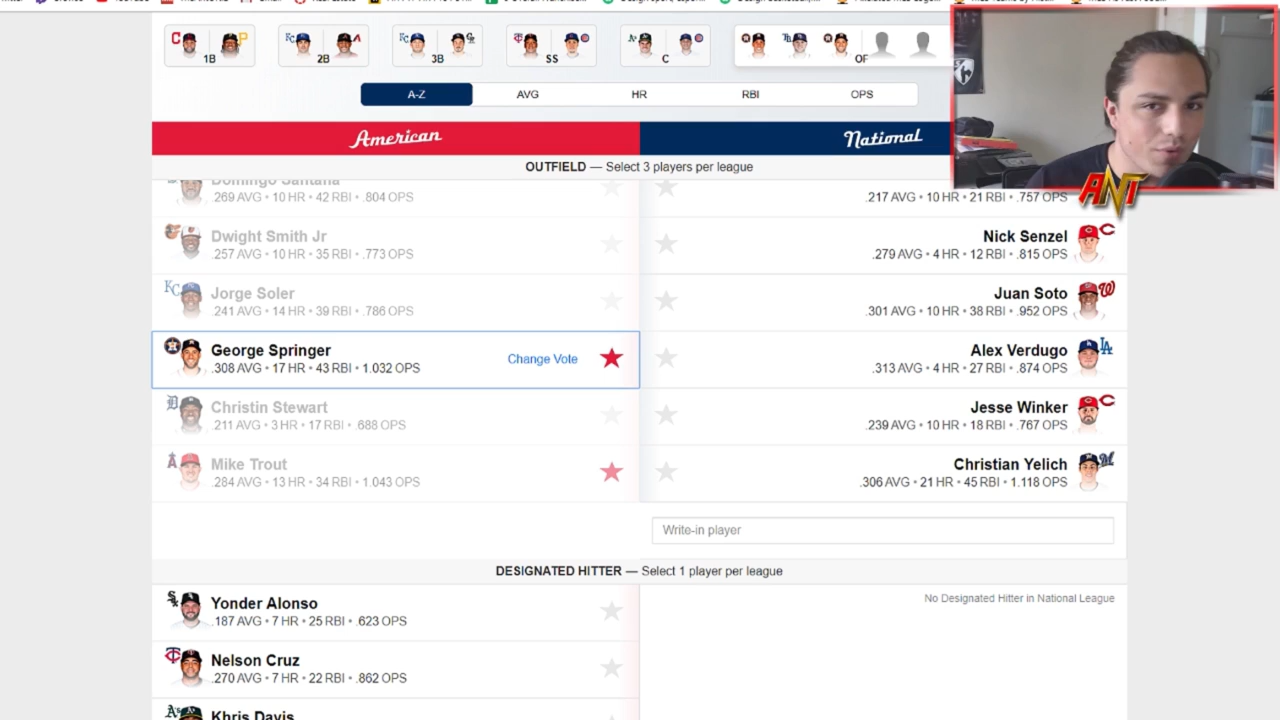 1B
2B
3B
SS
C
OF
A-Z
AVG
HR
RBI
OPS
American
National
OUTFIELD — Select 3 players per league
Domingo Santana
.269 AVG • 10 HR • 42 RBI • .804 OPS
.217 AVG • 10 HR • 21 RBI • .757 OPS
Dwight Smith Jr
.257 AVG • 10 HR • 35 RBI • .773 OPS
Nick Senzel
.279 AVG • 4 HR • 12 RBI • .815 OPS
Jorge Soler
.241 AVG • 14 HR • 39 RBI • .786 OPS
Juan Soto
.301 AVG • 10 HR • 38 RBI • .952 OPS
George Springer
.308 AVG • 17 HR • 43 RBI • 1.032 OPS
Change Vote
Alex Verdugo
.313 AVG • 4 HR • 27 RBI • .874 OPS
Christin Stewart
.211 AVG • 3 HR • 17 RBI • .688 OPS
Jesse Winker
.239 AVG • 10 HR • 18 RBI • .767 OPS
Mike Trout
.284 AVG • 13 HR • 34 RBI • 1.043 OPS
Christian Yelich
.306 AVG • 21 HR • 45 RBI • 1.118 OPS
Write-in player
DESIGNATED HITTER — Select 1 player per league
Yonder Alonso
.187 AVG • 7 HR • 25 RBI • .623 OPS
No Designated Hitter in National League
Nelson Cruz
.270 AVG • 7 HR • 22 RBI • .862 OPS
Khris Davis
ANT